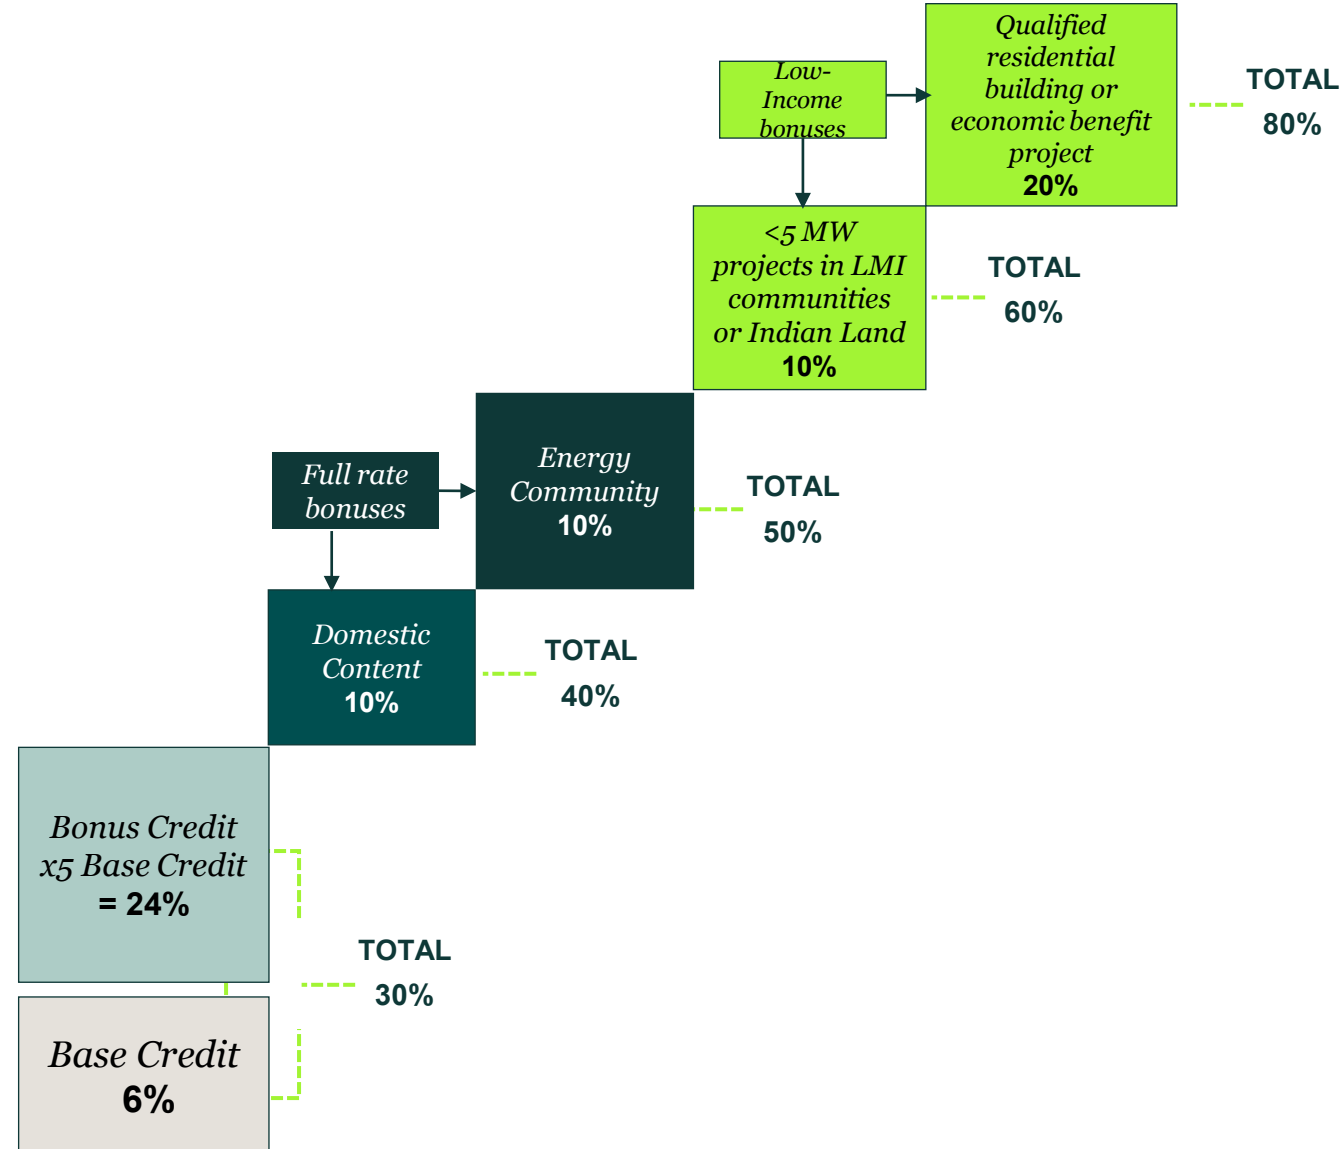 Qualified
residential
building or
economic benefit
project
20%
TOTAL
80%
Low-
Income
bonuses
<5 MW
projects in LMI
communities
or Indian Land
10%
TOTAL
60%
Energy
Community
10%
TOTAL
50%
Full rate
bonuses
Domestic
Content
10%
TOTAL
40%
Bonus Credit
x5 Base Credit
= 24%
TOTAL
30%
Base Credit
6%